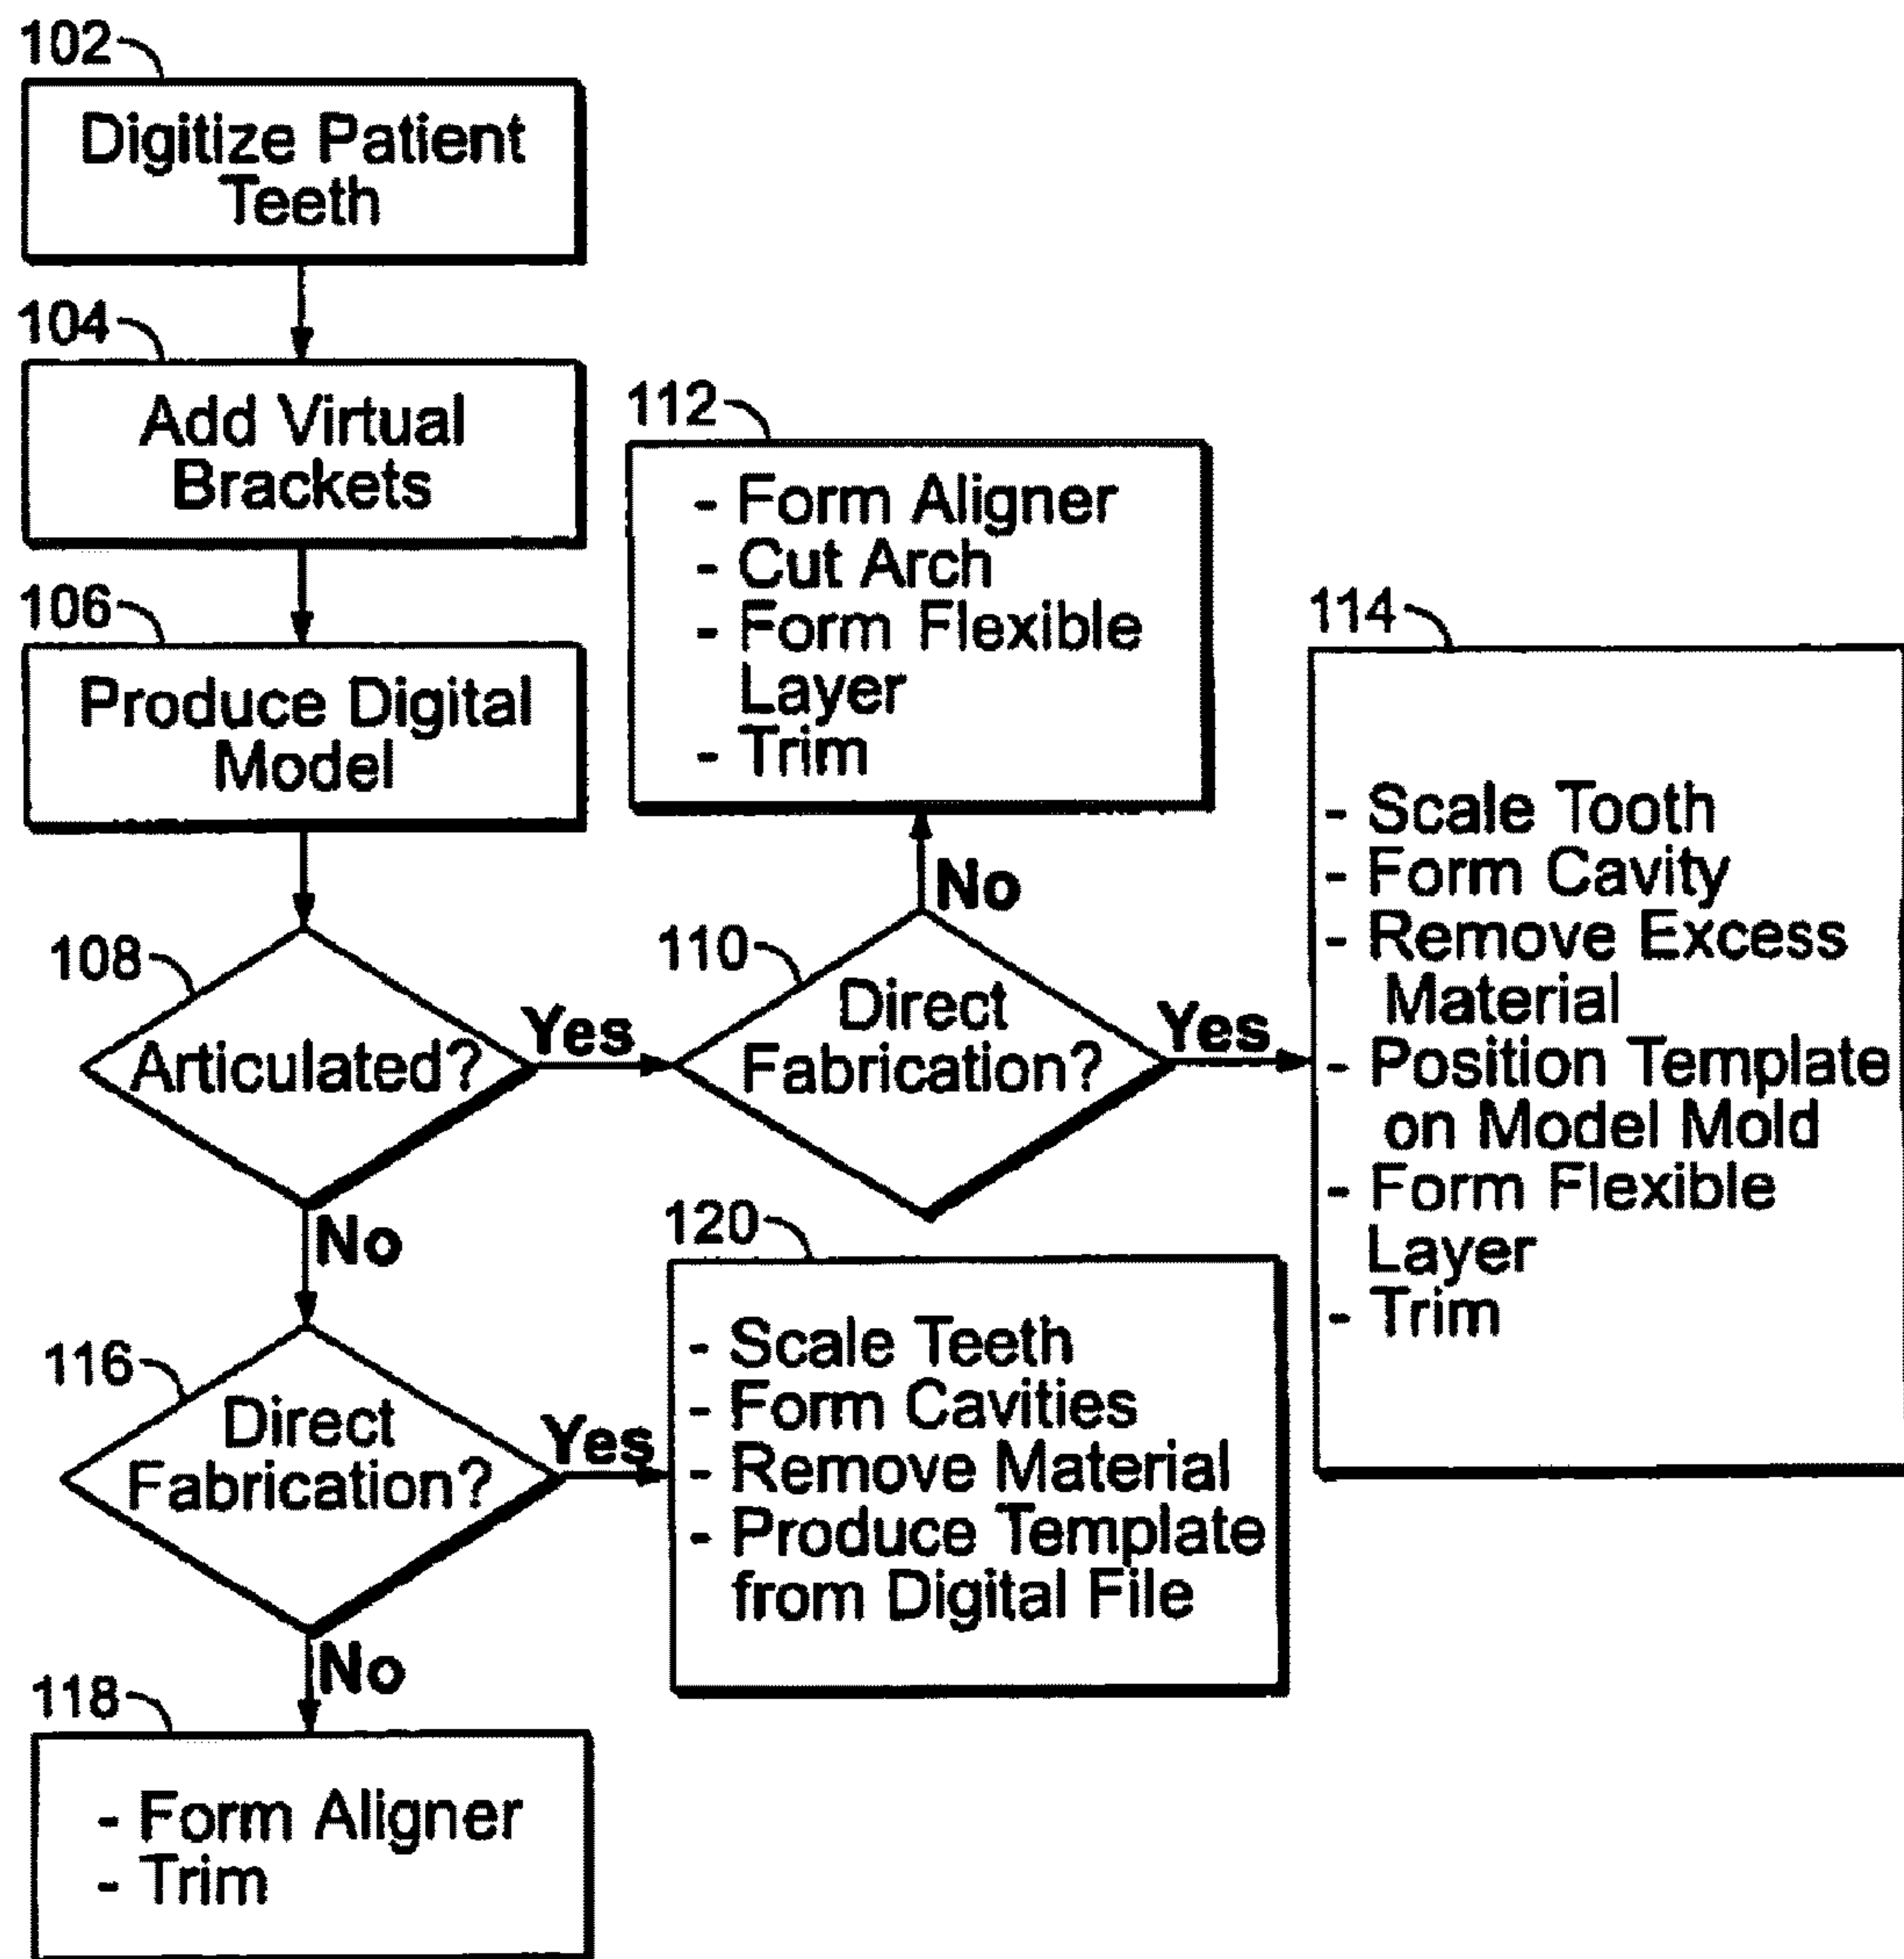 102
Digitize Patient
Teeth
104
Add Virtual
Brackets
106
Produce Digital
Model
108
Articulated?
Yes
No
110
Direct
Fabrication?
No
Yes
112
- Form Aligner
- Cut Arch
- Form Flexible
Layer
- Trim
114
- Scale Tooth
- Form Cavity
- Remove Excess
Material
- Position Template
on Model Mold
- Form Flexible
Layer
- Trim
116
Direct
Fabrication?
Yes
No
118
- Form Aligner
- Trim
120
- Scale Teeth
- Form Cavities
- Remove Material
- Produce Template
from Digital File